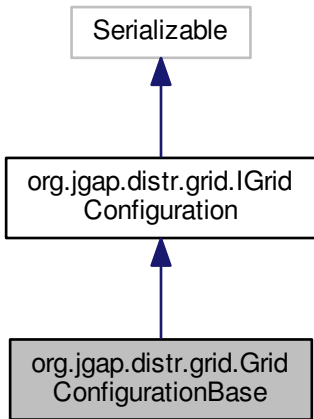 Serializable
org.jgap.distr.grid.IGrid
Configuration
org.jgap.distr.grid.Grid
ConfigurationBase